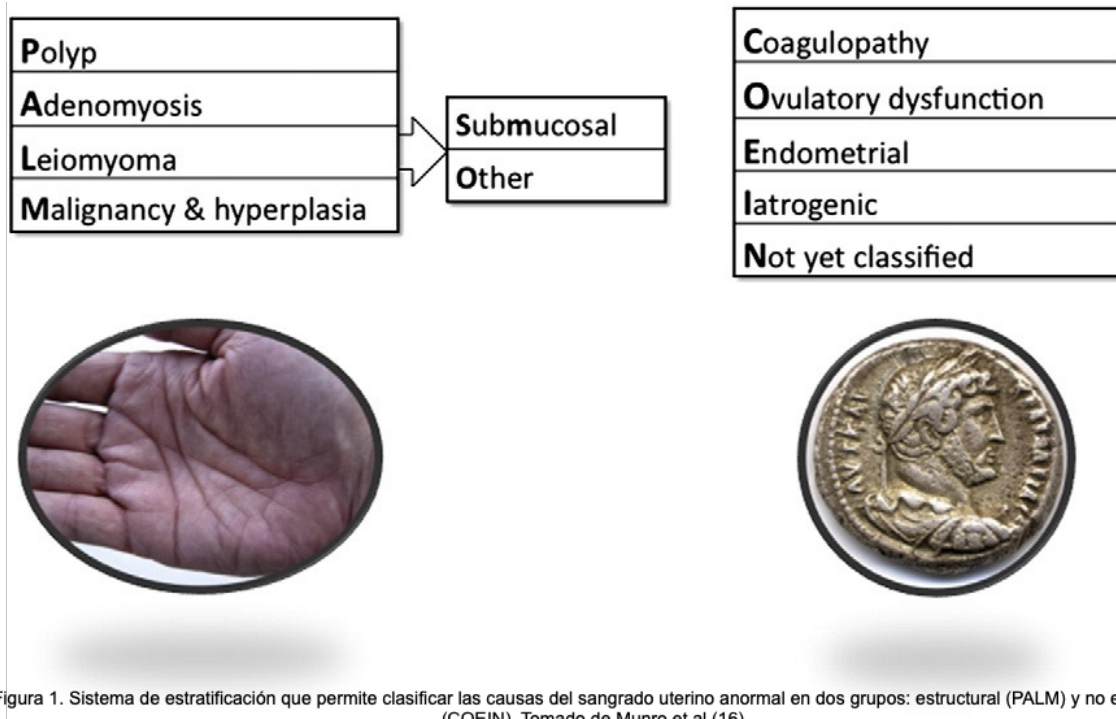 Polyp
Adenomyosis
Leiomyoma
Malignancy & hyperplasia
Submucosal
Other
Coagulopathy
Ovulatory dysfunction
Endometrial
Iatrogenic
Not yet classified
ΑΥΤΚΑΙ
igura 1. Sistema de estratificación que permite clasificar las causas del sangrado uterino anormal en dos grupos: estructural (PALM) y no e
(COEIN). Tomado de Munro et al (16)